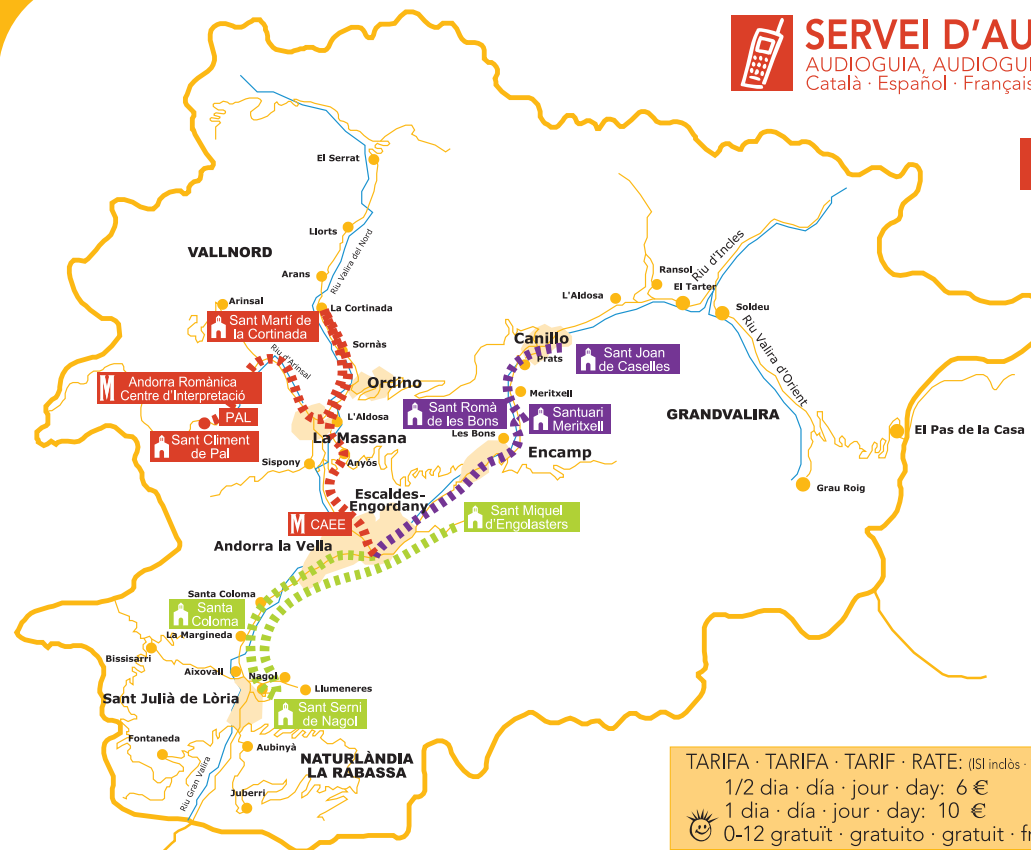 SERVEI D'AU
AUDIOGUIA, AUDIOGUI
Català · Español · Français
El Serrat
Llorts
Riu Valira del Nord
VALLNORD
Arans
Arinsal
La Cortinada
Sant Martí de
la Cortinada
Sornàs
Riu d'Arinsal
Andorra Romànica
Centre d'Interpretació
PAL
Sant Climent
de Pal
Ordino
L'Aldosa
La Massana
Sispony
Anyós
Escaldes-
Engordany
CAEE
Andorra la Vella
Ransol
Riu d'Incles
El Tarter
L'Aldosa
Soldeu
Riu Valira d'Orient
Canillo
Prats
Sant Joan
de Caselles
Meritxell
Sant Romà
de les Bons
Santuari
Meritxell
Les Bons
Encamp
GRANDVALIRA
El Pas de la Casa
Grau Roig
Sant Miquel
d'Engolasters
Santa Coloma
Santa
Coloma
La Margineda
Bissisarri
Aixovall
Nagol
Llumeneres
Sant Julià de Lòria
Sant Serni
de Nagol
Fontaneda
Aubinyà
NATURLÀNDIA
LA RABASSA
Riu Gran Valira
Juberri
TARIFA · TARIFA · TARIF · RATE: (ISI inclòs ·
1/2 dia · día · jour · day: 6 €
1 dia · día · jour · day: 10 €
0-12 gratuït · gratuito · gratuit · fr